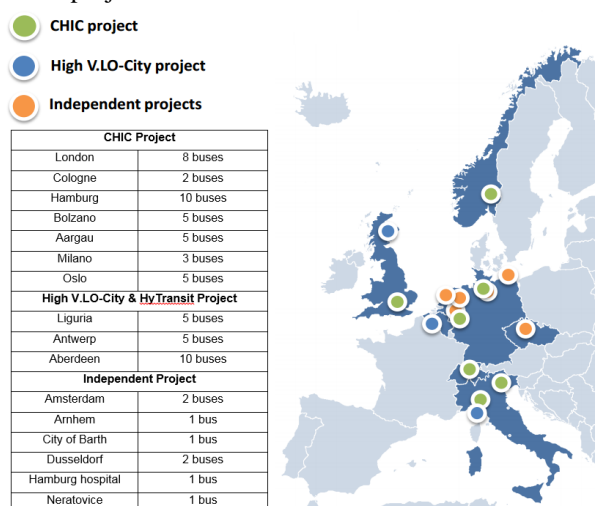 CHIC project
High V.LO-City project
Independent projects
CHIC Project
London 8 buses
Cologne 2 buses
Hamburg 10 buses
Bolzano 5 buses
Aargau 5 buses
Milano 3 buses
Oslo 5 buses
High V.LO-City & HyTransit Project
Liguria 5 buses
Antwerp 5 buses
Aberdeen 10 buses
Independent Project
Amsterdam 2 buses
Arnhem 1 bus
City of Barth 1 bus
Dusseldorf 2 buses
Hamburg hospital 1 bus
Neratovice 1 bus